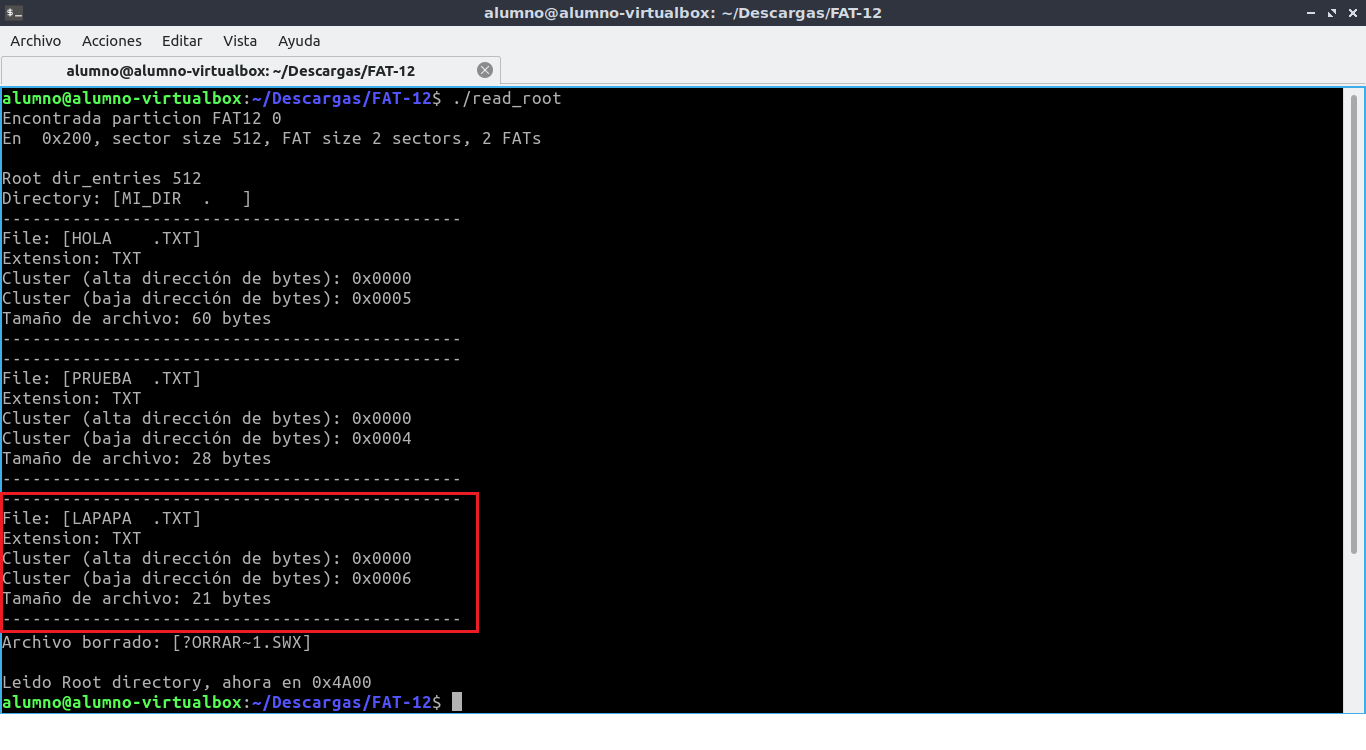 alumno@alumno-virtualbox: ~/Descargas/FAT-12
Archivo Acciones Editar Vista Ayuda
alumno@alumno-virtualbox: ~/Descargas/FAT-12
alumno@alumno-virtualbox:~/Descargas/FAT-12$ ./read_root
Encontrada particion FAT12 0
En  0x200, sector size 512, FAT size 2 sectors, 2 FATs
Root dir_entries 512
Directory: [MI_DIR  .   ]
----------------------------------------------
File: [HOLA    .TXT]
Extension: TXT
Cluster (alta dirección de bytes): 0x0000
Cluster (baja dirección de bytes): 0x0005
Tamaño de archivo: 60 bytes
----------------------------------------------
----------------------------------------------
File: [PRUEBA  .TXT]
Extension: TXT
Cluster (alta dirección de bytes): 0x0000
Cluster (baja dirección de bytes): 0x0004
Tamaño de archivo: 28 bytes
----------------------------------------------
----------------------------------------------
File: [LAPAPA  .TXT]
Extension: TXT
Cluster (alta dirección de bytes): 0x0000
Cluster (baja dirección de bytes): 0x0006
Tamaño de archivo: 21 bytes
----------------------------------------------
Archivo borrado: [?ORRAR~1.SWX]
Leido Root directory, ahora en 0x4A00
alumno@alumno-virtualbox:~/Descargas/FAT-12$